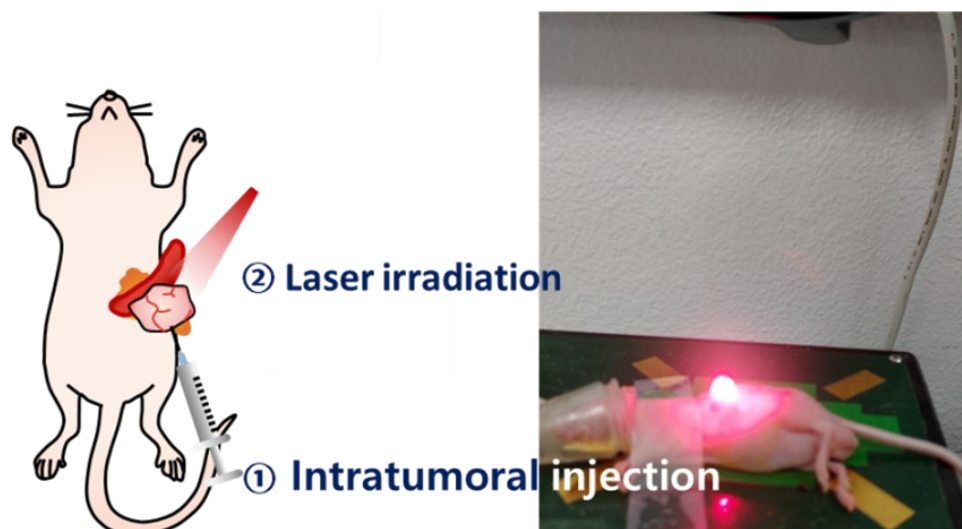 ② Laser irradiation
① Intratumoral injection